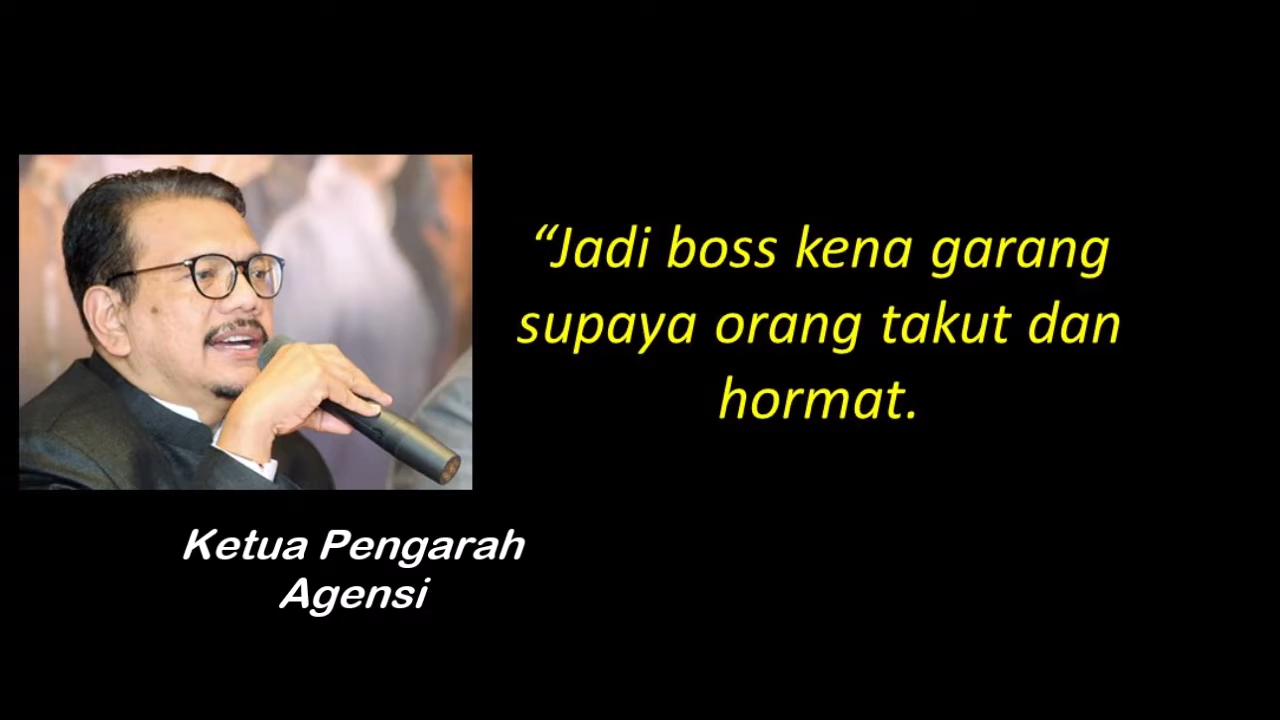 “Jadi boss kena garang
supaya orang takut dan
hormat.
Ketua Pengarah
Agensi